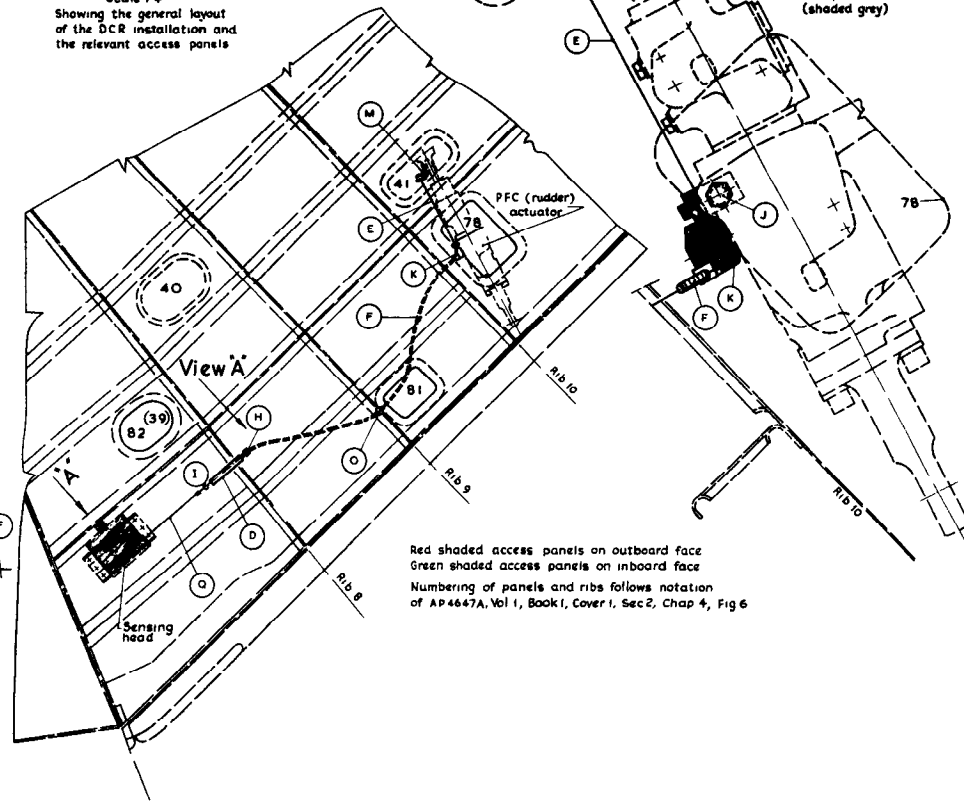 Showing the general layout
of the DCR installation and
the relevant access panels
(shaded grey)
E
M
41
PFC (rudder)
actuator
78
78
E
J
K
K
F
F
40
View "A"
Rib 10
81
(39)
82
H
O
I
"A"
D
Rib 9
Rib 10
Q
Rib 8
Sensing
head
Red shaded access panels on outboard face
Green shaded access panels on inboard face
Numbering of panels and ribs follows notation
of AP4647A, Vol 1, Book 1, Cover 1, Sec 2, Chap 4, Fig 6